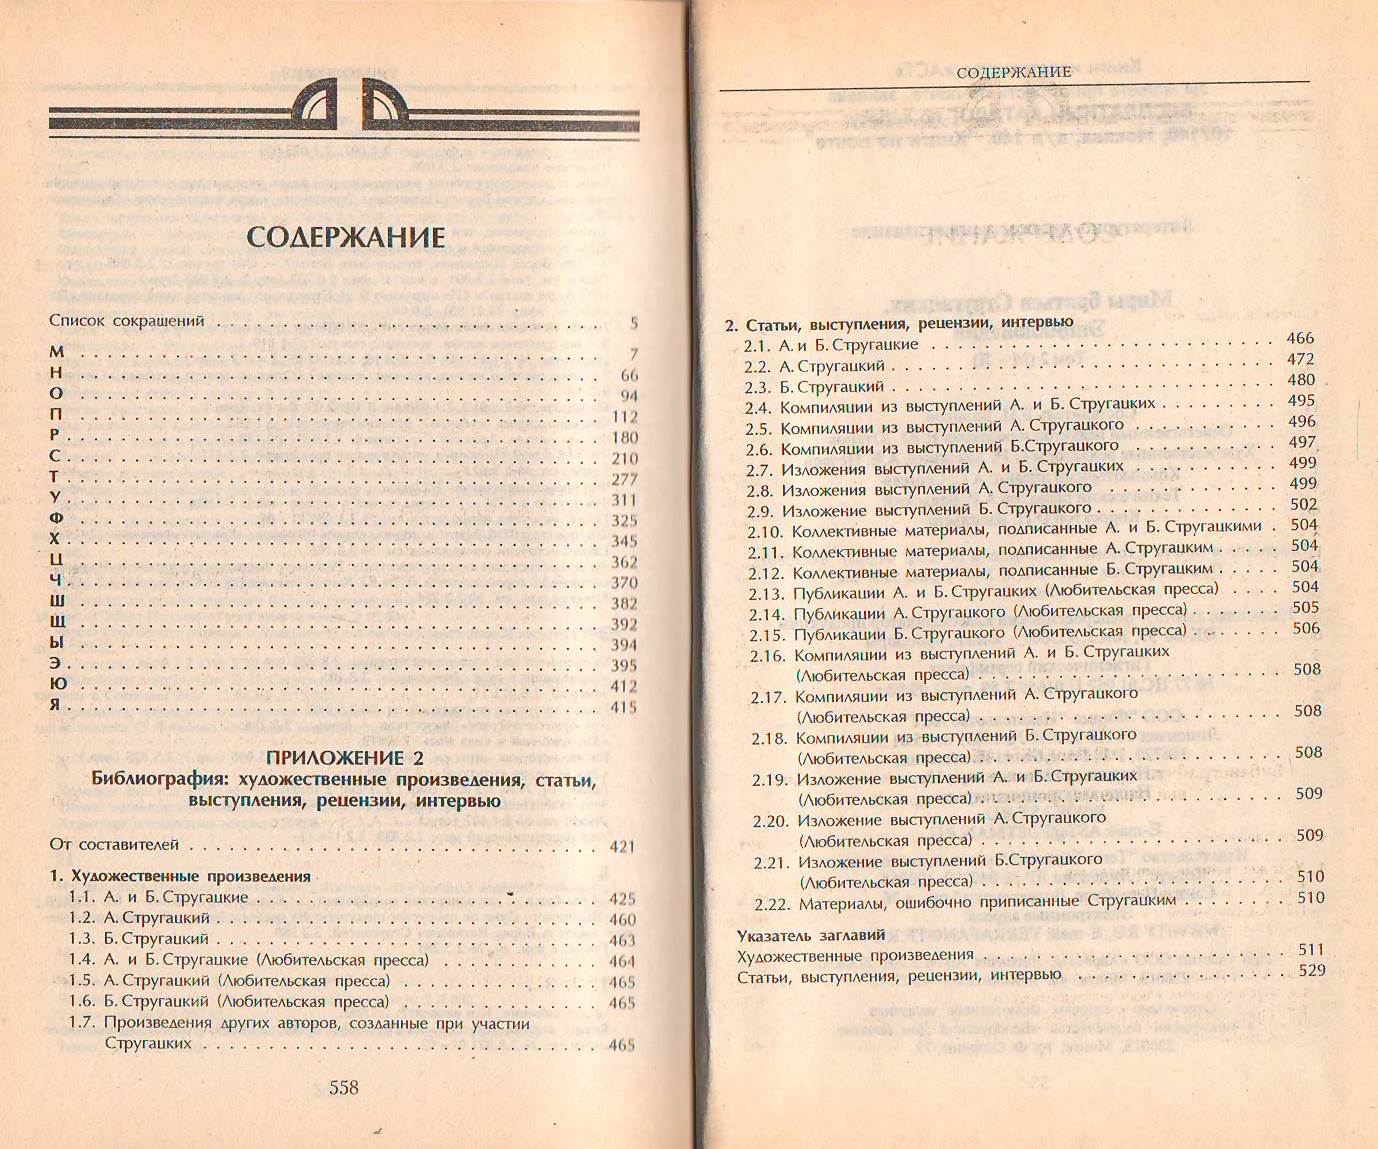 СОДЕРЖАНИЕ
Список сокращений . . . 5
М . . . 7
Н . . . 66
О . . . 94
П . . . 112
Р . . . 180
С . . . 210
Т . . . 277
У . . . 311
Ф . . . 325
Х . . . 345
Ц . . . 362
Ч . . . 370
Ш . . . 382
Щ . . . 392
Ы . . . 394
Э . . . 395
Ю . . . 412
Я . . . 415
ПРИЛОЖЕНИЕ 2
Библиография: художественные произведения, статьи,
выступления, рецензии, интервью
От составителей . . . 421
1. Художественные произведения
1.1. А. и Б. Стругацкие . . . 425
1.2. А. Стругацкий . . . 460
1.3. Б. Стругацкий . . . 463
1.4. А. и Б. Стругацкие (Любительская пресса) . . . 464
1.5. А. Стругацкий (Любительская пресса) . . . 465
1.6. Б. Стругацкий (Любительская пресса) . . . 465
1.7. Произведения других авторов, созданные при участии
Стругацких . . . 465
558
СОДЕРЖАНИЕ
2. Статьи, выступления, рецензии, интервью
2.1. А. и Б. Стругацкие . . . 466
2.2. А. Стругацкий . . . 472
2.3. Б. Стругацкий . . . 480
2.4. Компиляции из выступлений А. и Б. Стругацких . . . 495
2.5. Компиляции из выступлений А. Стругацкого . . . 496
2.6. Компиляции из выступлений Б.Стругацкого . . . 497
2.7. Изложения выступлений А. и Б. Стругацких . . . 499
2.8. Изложения выступлений А. Стругацкого . . . 499
2.9. Изложение выступлений Б. Стругацкого . . . 502
2.10. Коллективные материалы, подписанные А. и Б. Стругацкими . 504
2.11. Коллективные материалы, подписанные А. Стругацким . . . 504
2.12. Коллективные материалы, подписанные Б. Стругацким . . . 504
2.13. Публикации А. и Б. Стругацких (Любительская пресса) . . . 504
2.14. Публикации А. Стругацкого (Любительская пресса) . . . 505
2.15. Публикации Б. Стругацкого (Любительская пресса) . . . 506
2.16. Компиляции из выступлений А. и Б. Стругацких
(Любительская пресса) . . . 508
2.17. Компиляции из выступлений А. Стругацкого
(Любительская пресса) . . . 508
2.18. Компиляции из выступлений Б. Стругацкого
(Любительская пресса) . . . 508
2.19. Изложение выступлений А. и Б. Стругацких
(Любительская пресса) . . . 509
2.20. Изложение выступлений А. Стругацкого
(Любительская пресса) . . . 509
2.21. Изложение выступлений Б.Стругацкого
(Любительская пресса) . . . 510
2.22. Материалы, ошибочно приписанные Стругацким . . . 510
Указатель заглавий
Художественные произведения . . . 511
Статьи, выступления, рецензии, интервью . . . 529